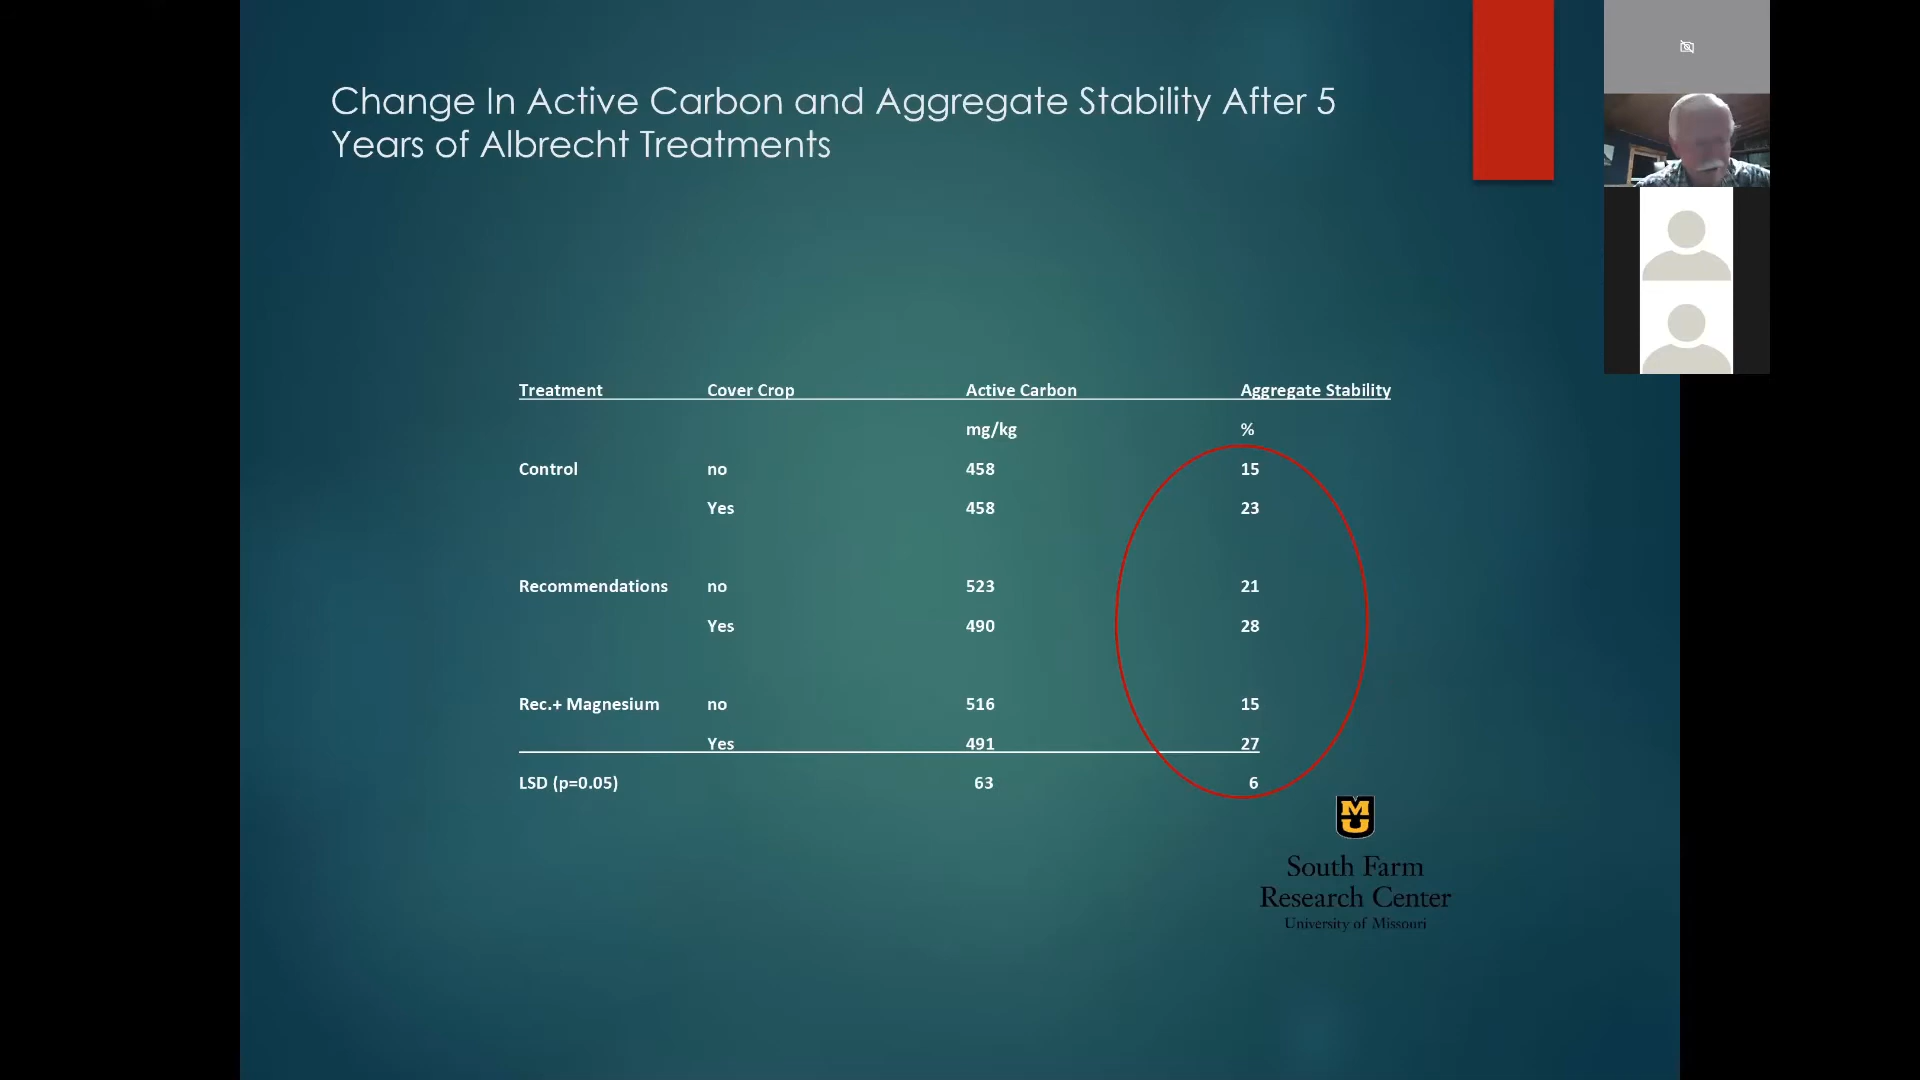 Change In Active Carbon and Aggregate Stability After 5
Years of Albrecht Treatments
Treatment Cover Crop Active Carbon Aggregate Stability
mg/kg %
Control no 458 15
Yes 458 23
Recommendations no 523 21
Yes 490 28
Rec.+ Magnesium no 516 15
Yes 491 27
LSD (p=0.05) 63 6
MU
South Farm
Research Center
University of Missouri